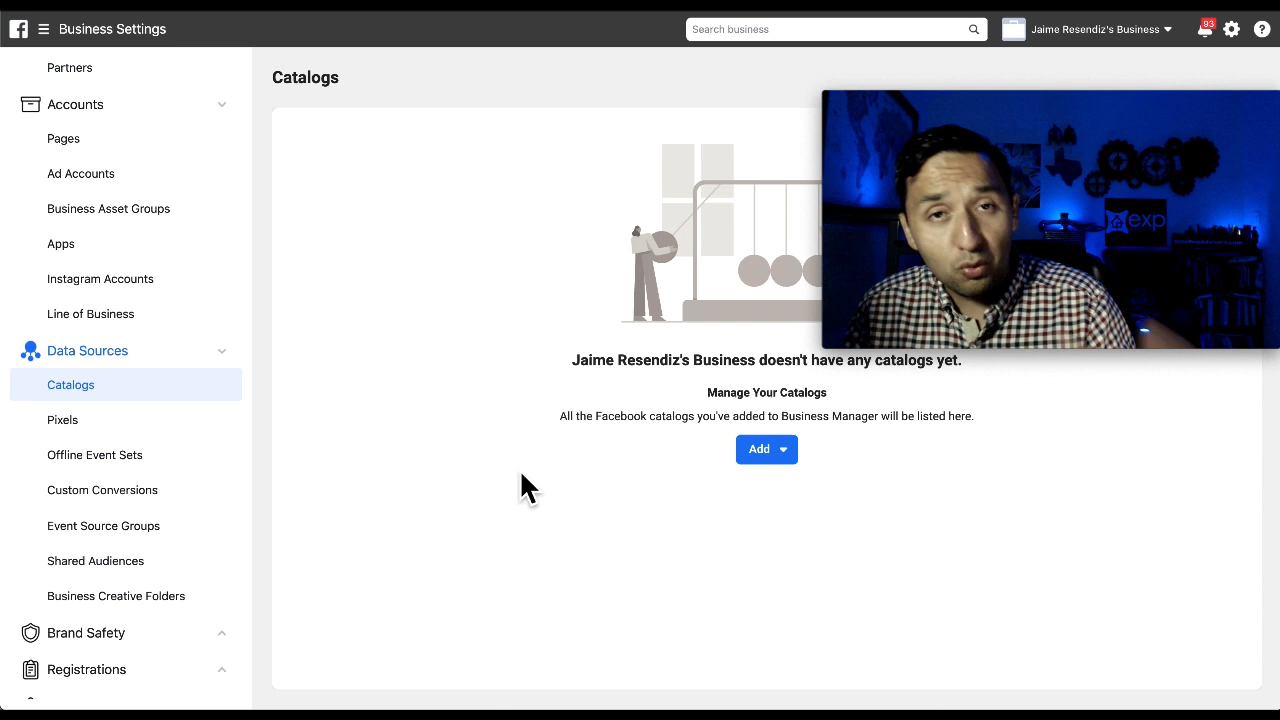 Business Settings
Search business
Jaime Resendiz's Business
93
Partners
Accounts
Pages
Ad Accounts
Business Asset Groups
Apps
Instagram Accounts
Line of Business
Data Sources
Catalogs
Pixels
Offline Event Sets
Custom Conversions
Event Source Groups
Shared Audiences
Business Creative Folders
Brand Safety
Registrations
Catalogs
exp
Jaime Resendiz's Business doesn't have any catalogs yet.
Manage Your Catalogs
All the Facebook catalogs you've added to Business Manager will be listed here.
Add